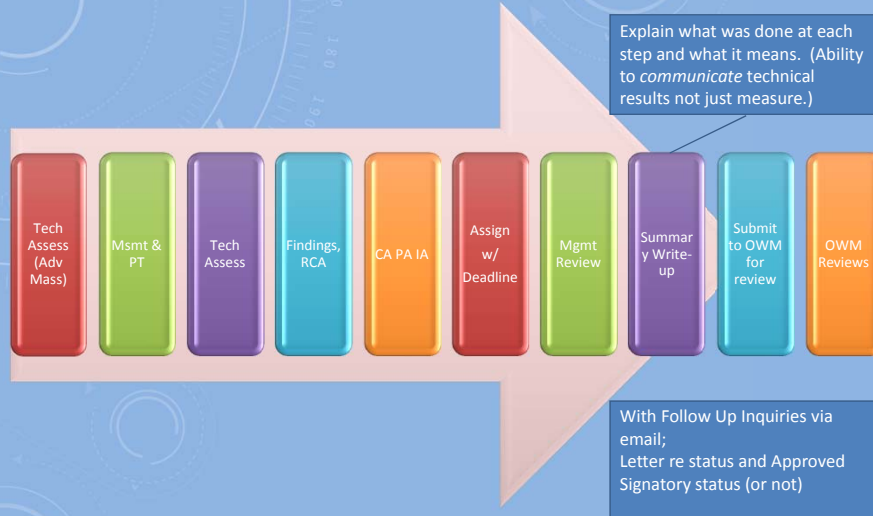 Explain what was done at each
step and what it means. (Ability
to communicate technical
results not just measure.)
Tech
Assess
(Adv
Mass)
Msmt &
PT
Tech
Assess
Findings,
RCA
CA PA IA
Assign
w/
Deadline
Mgmt
Review
Summar
y Write-
up
Submit
to OWM
for
review
OWM
Reviews
With Follow Up Inquiries via
email;
Letter re status and Approved
Signatory status (or not)
180
190